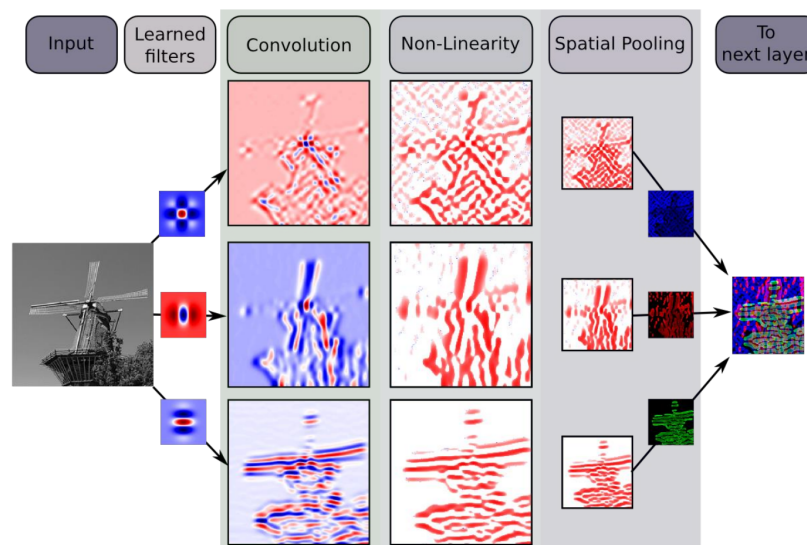 Input
Learned
filters
Convolution
Non-Linearity
Spatial Pooling
To
next layer